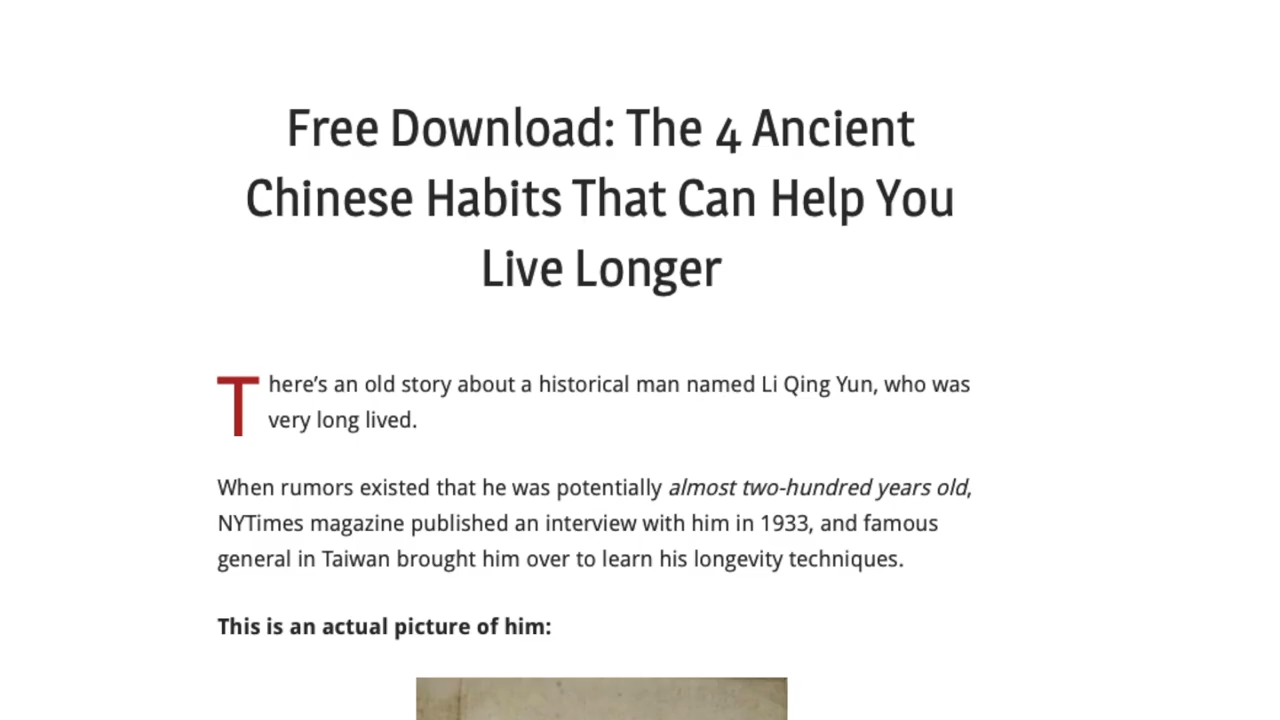 Free Download: The 4 Ancient
Chinese Habits That Can Help You
Live Longer
There’s an old story about a historical man named Li Qing Yun, who was
very long lived.
When rumors existed that he was potentially almost two-hundred years old,
NYTimes magazine published an interview with him in 1933, and famous
general in Taiwan brought him over to learn his longevity techniques.
This is an actual picture of him: